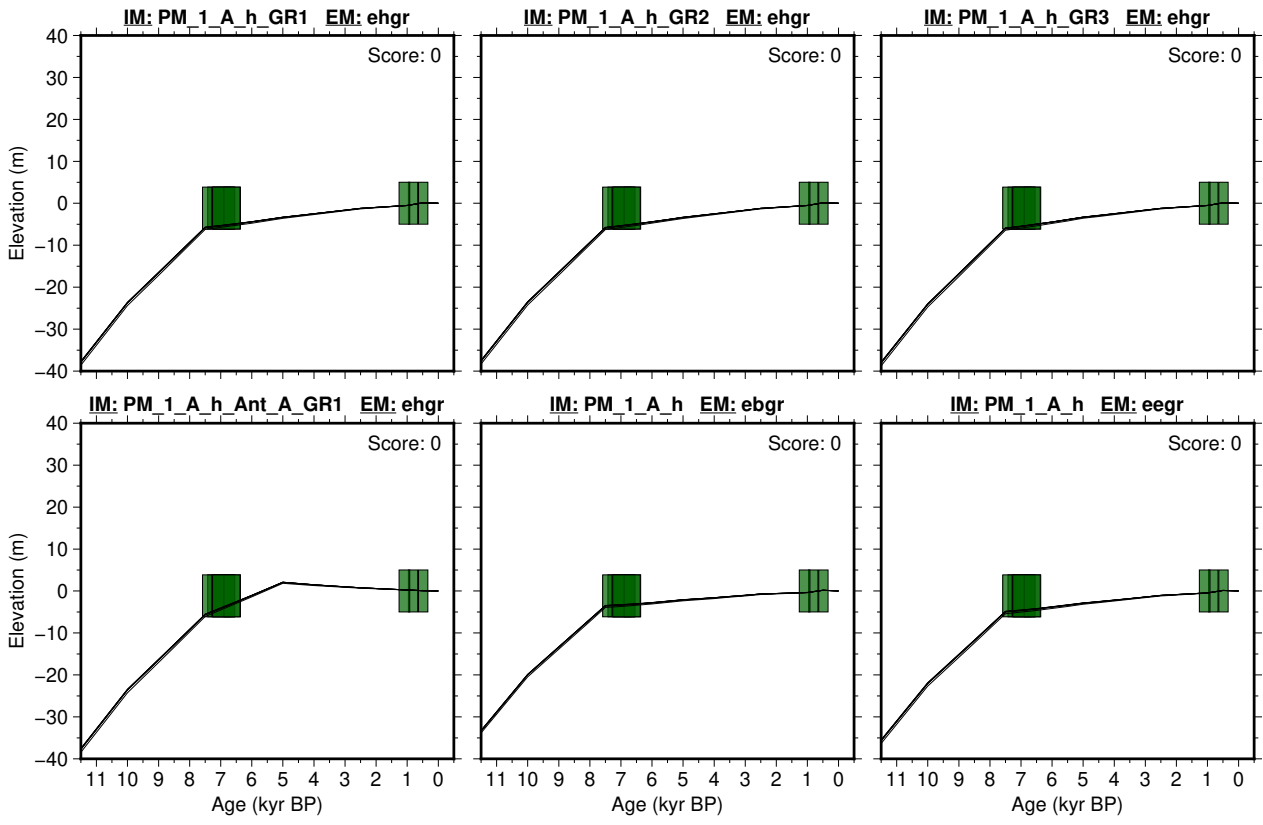 IM: PM_1_A_h_GR1 EM: ehgr
IM: PM_1_A_h_GR2 EM: ehgr
IM: PM_1_A_h_GR3 EM: ehgr
Score: 0
Score: 0
Score: 0
Elevation (m)
40
30
20
10
0
−10
−20
−30
−40
IM: PM_1_A_h_Ant_A_GR1 EM: ehgr
IM: PM_1_A_h EM: ebgr
IM: PM_1_A_h EM: eegr
Score: 0
Score: 0
Score: 0
Elevation (m)
40
30
20
10
0
−10
−20
−30
−40
11 10 9 8 7 6 5 4 3 2 1 0
11 10 9 8 7 6 5 4 3 2 1 0
11 10 9 8 7 6 5 4 3 2 1 0
Age (kyr BP)
Age (kyr BP)
Age (kyr BP)